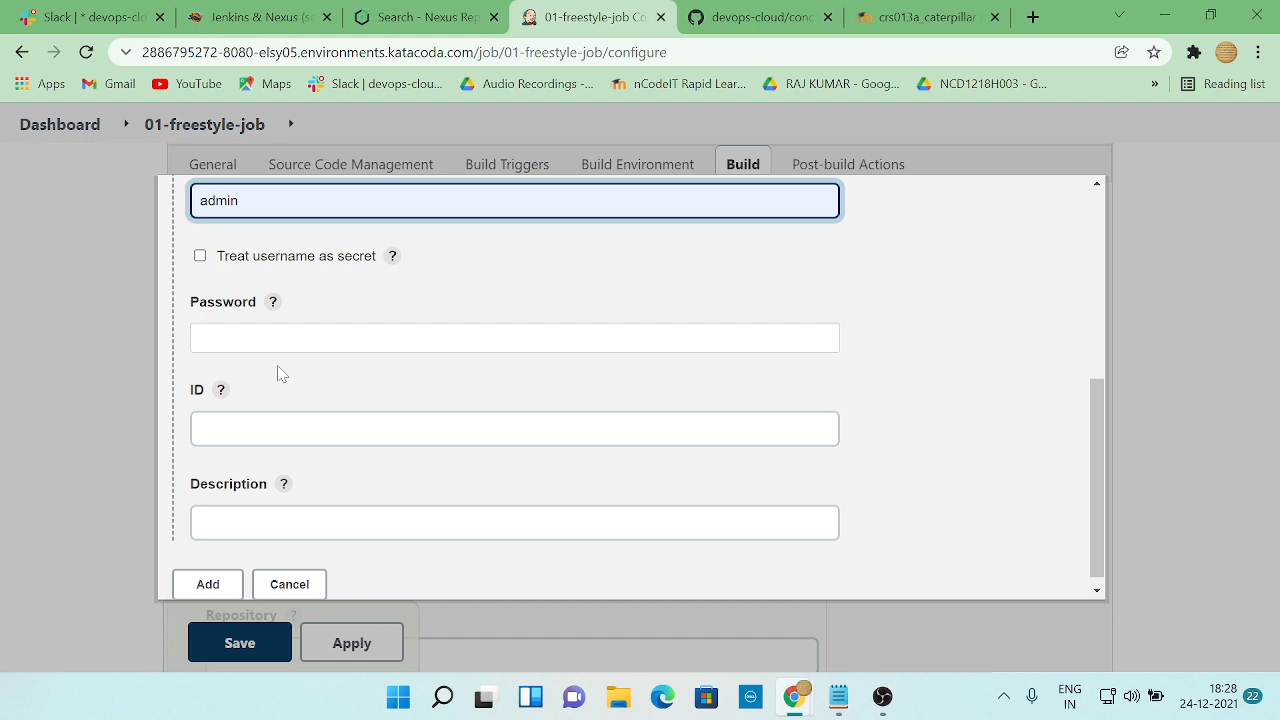 Slack | * devops-clo
Jenkins & Nexus (se
Search - Nexus Rep
01-freestyle-job Co
devops-cloud/conc
crs013a_caterpillar
2886795272-8080-elsy05.environments.katacoda.com/job/01-freestyle-job/configure
Apps
Gmail
YouTube
Maps
Slack | devops-clou...
Audio Recordings -...
nCodeIT Rapid Lear...
RAJ KUMAR - Goog...
NCD1218H003 - G...
»
Reading list
Dashboard
01-freestyle-job
General
Source Code Management
Build Triggers
Build Environment
Build
Post-build Actions
admin
Treat username as secret ?
Password ?
ID ?
Description ?
Add
Cancel
Repository ?
Save
Apply
ENG
IN
18:28
24-12-2021
22